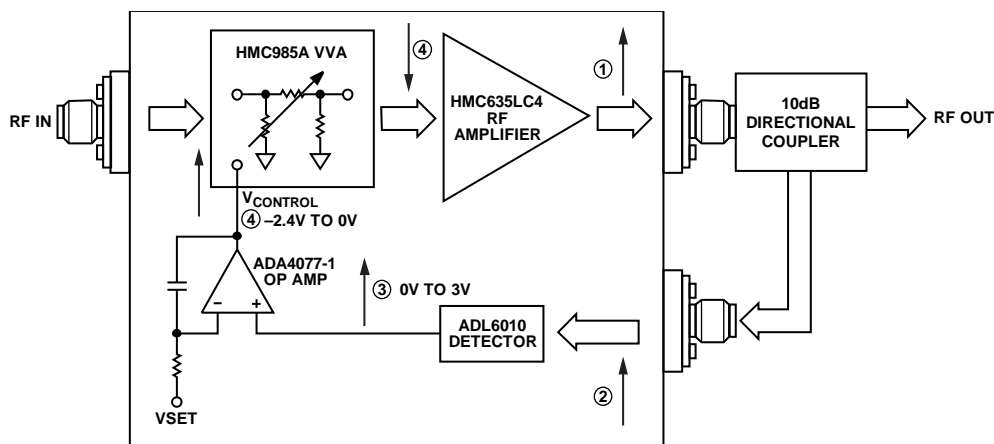 HMC985A VVA
④
①
HMC635LC4
RF
AMPLIFIER
RF IN
10dB
DIRECTIONAL
COUPLER
RF OUT
VCONTROL
④ –2.4V TO 0V
ADA4077-1
OP AMP
③ 0V TO 3V
– +
ADL6010
DETECTOR
②
VSET